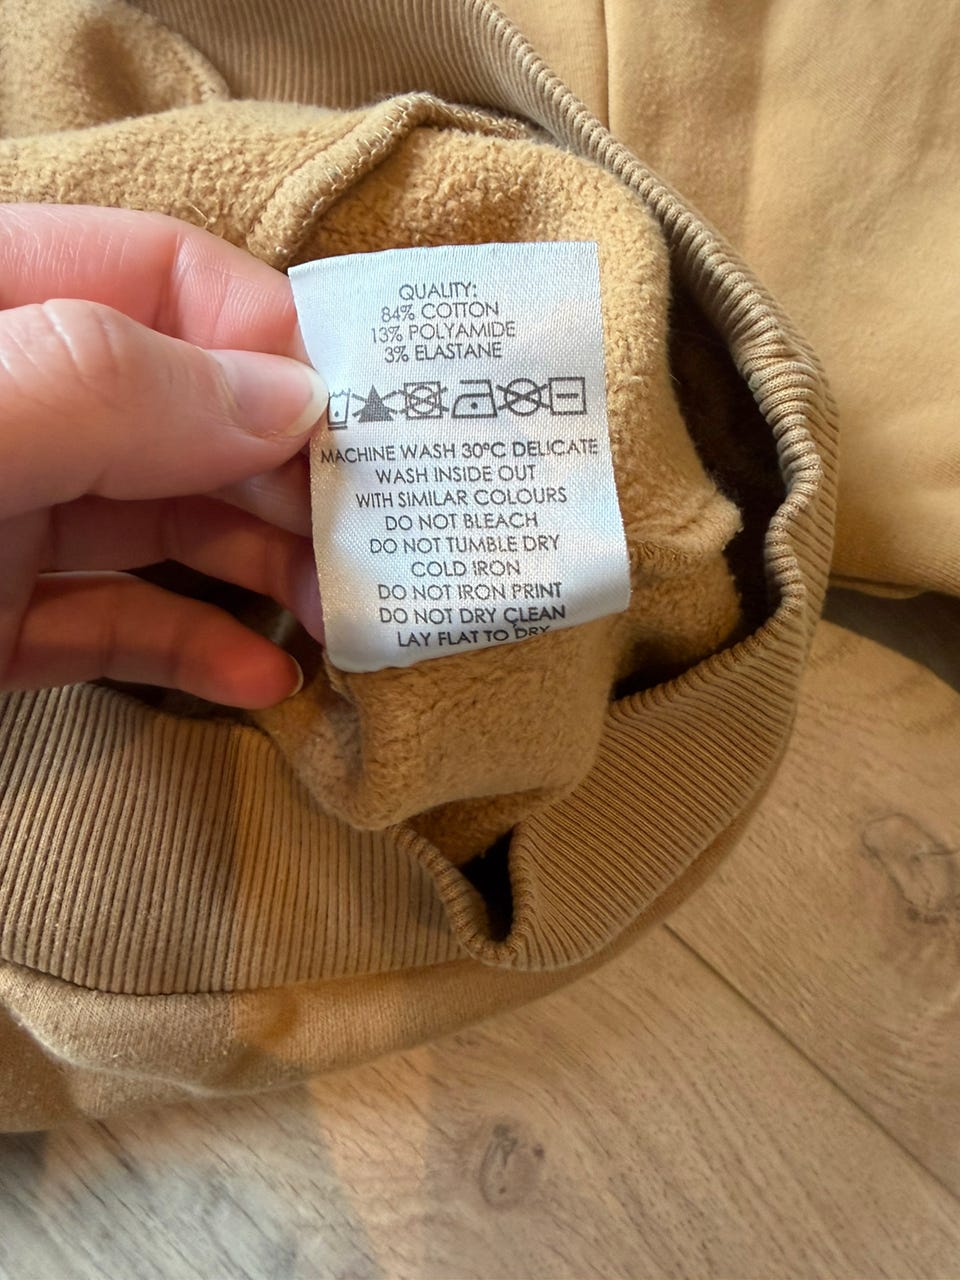 QUALITY:
84% COTTON
13% POLYAMIDE
3% ELASTANE
MACHINE WASH 30°C DELICATE
WASH INSIDE OUT
WITH SIMILAR COLOURS
DO NOT BLEACH
DO NOT TUMBLE DRY
COLD IRON
DO NOT IRON PRINT
DO NOT DRY CLEAN
LAY FLAT TO DRY